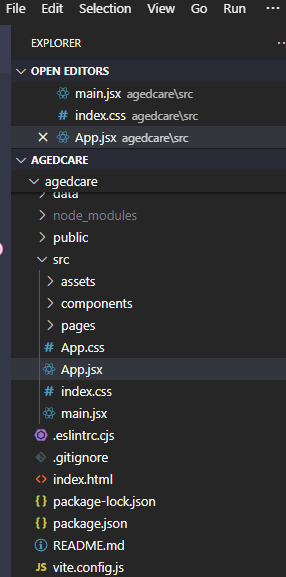 File Edit Selection View Go Run
EXPLORER
OPEN EDITORS
main.jsx agedcare\src
# index.css agedcare\src
App.jsx agedcare\src
AGEDCARE
agedcare
data
node_modules
public
src
assets
components
pages
# App.css
App.jsx
# index.css
main.jsx
.eslintrc.cjs
.gitignore
<> index.html
{ } package-lock.json
{ } package.json
README.md
JS vite.config.js